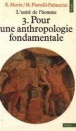 E. Morin/M. Piattelli-Palmarini
L'unité de l'homme
3. Pour
une anthropologie
fondamentale